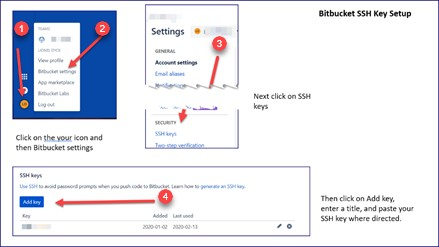 Bitbucket SSH Key Setup
1
2
TEAMS
View profile
Bitbucket settings
App marketplace
Bitbucket Labs
Log out
Click on the your icon and
then Bitbucket settings
Settings
3
GENERAL
Account settings
Email aliases
SECURITY
SSH keys
Two-step verification
Next click on SSH
keys
SSH keys
Use SSH to avoid password prompts when you push code to Bitbucket. Learn how to generate an SSH key.
Add key
4
Key Added Last used
2020-01-02 2020-02-13
Then click on Add key,
enter a title, and paste your
SSH key where directed.